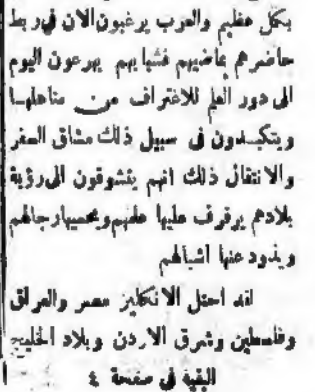 بكل عظيم والعرب يرغبون الان في ربط
حاضرهم بماضيهم فشبابهم يهرعون اليوم
الى دور العلم للاغتراف من مناهلها
ويتكبدون في سبيل ذلك مشاق السفر
والانتقال ذلك انهم يتشوقون الى رؤية
بلادهم يرفرف عليها علمهم ويحميها رجالهم
ويذود عنها اشبالهم
لقد احتل الانكليز مصر والعراق
وفلسطين وشرق الاردن وبلاد الخليج
البقية في صفحة ٤